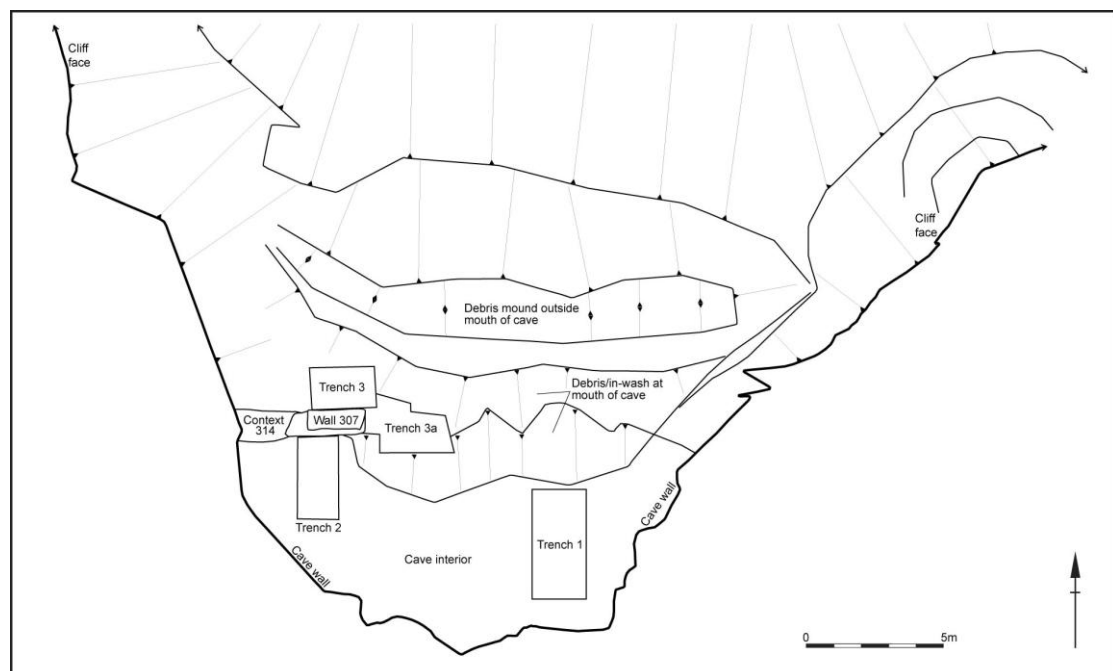 Cliff
face
Cliff
face
Debris mound outside
mouth of cave
Trench 3
Debris/in-wash at
mouth of cave
Context
314
Wall 307
Trench 3a
Trench 2
Cave wall
Cave interior
Trench 1
Cave wall
0
5m